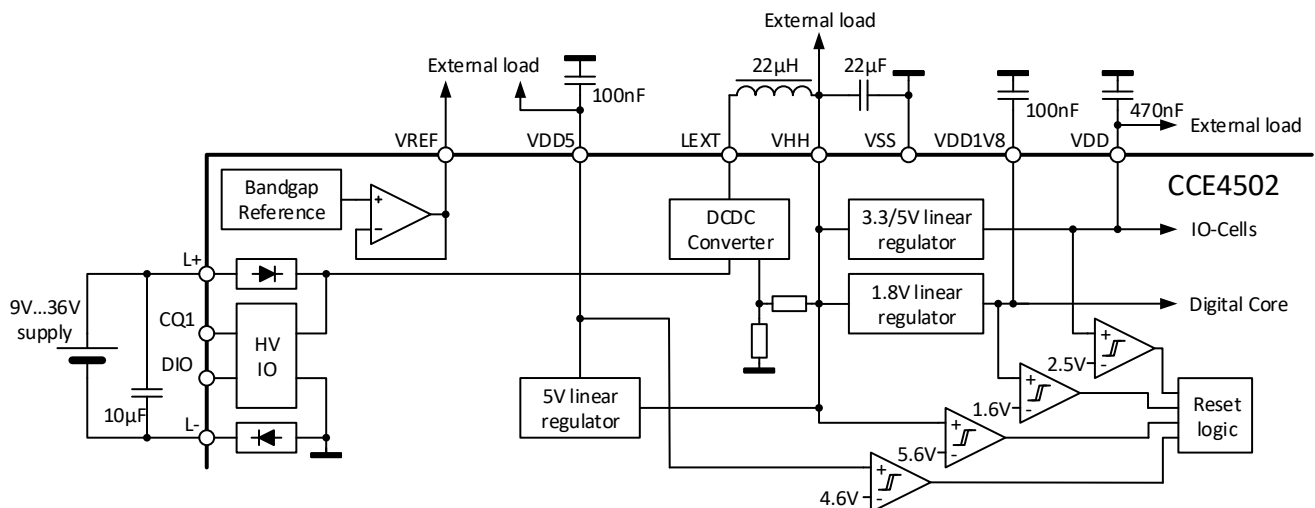 External load
External load
22µH
22µF
100nF
100nF
470nF
External load
VREF
VDD5
LEXT
VHH
VSS
VDD1V8
VDD
CCE4502
Bandgap
Reference
+
-
DCDC
Converter
3.3/5V linear
regulator
IO-Cells
L+
9V...36V
supply
CQ1
DIO
HV
IO
1.8V linear
regulator
Digital Core
10µF
L-
5V linear
regulator
2.5V
+
-
1.6V
+
-
5.6V
+
-
4.6V
+
-
Reset
logic